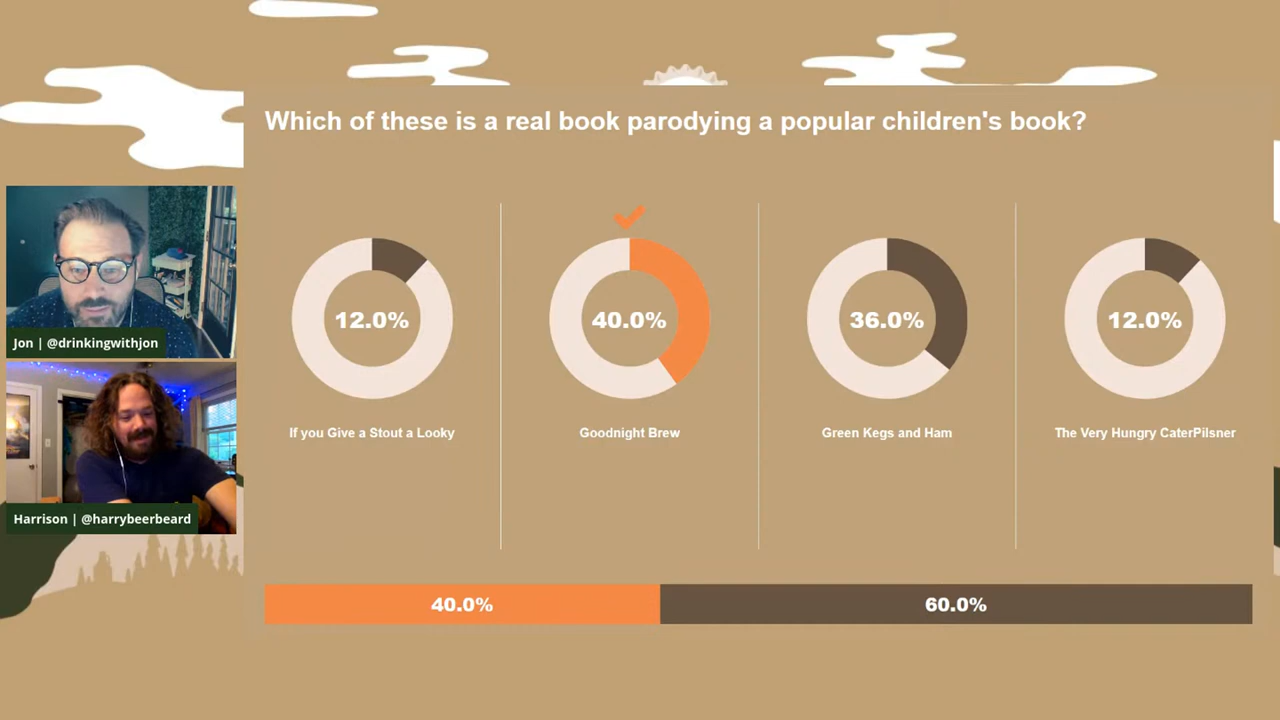 Which of these is a real book parodying a popular children's book?
12.0%
40.0%
36.0%
12.0%
If you Give a Stout a Looky
Goodnight Brew
Green Kegs and Ham
The Very Hungry CaterPilsner
40.0%
60.0%
Jon | @drinkingwithjon
Harrison | @harrybeerbeard